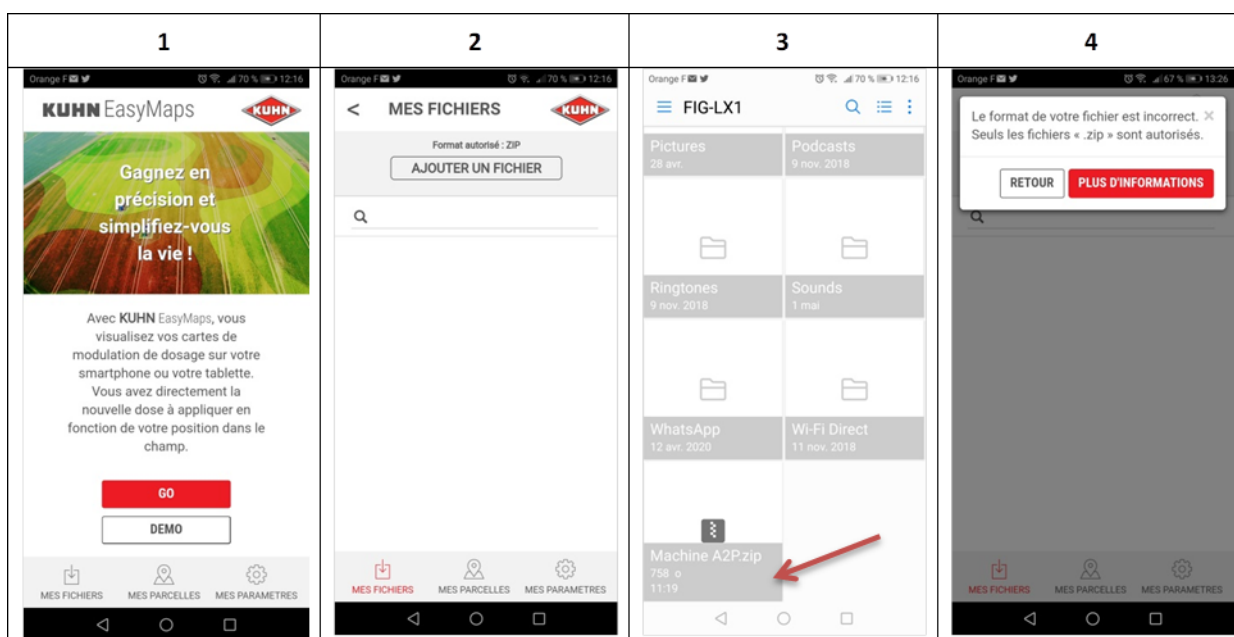 1
2
3
4
Orange F 70 % 12:16
KUHN EasyMaps
KUHN
Gagnez en
précision et
simplifiez-vous
la vie !
Avec KUHN EasyMaps, vous
visualisez vos cartes de
modulation de dosage sur votre
smartphone ou votre tablette.
Vous avez directement la
nouvelle dose à appliquer en
fonction de votre position dans le
champ.
GO
DEMO
MES FICHIERS MES PARCELLES MES PARAMETRES
Orange F 70 % 12:16
< MES FICHIERS
KUHN
Format autorisé : ZIP
AJOUTER UN FICHIER
MES FICHIERS MES PARCELLES MES PARAMETRES
Orange F 70 % 12:16
FIG-LX1
Pictures
28 avr.
Podcasts
9 nov. 2018
Ringtones
9 nov. 2018
Sounds
1 mai
WhatsApp
12 avr. 2020
Wi-Fi Direct
11 nov. 2018
Machine A2P.zip
758 o
11:19
Orange F 67 % 13:26
Le format de votre fichier est incorrect. ×
Seuls les fichiers « .zip » sont autorisés.
RETOUR
PLUS D'INFORMATIONS
MES FICHIERS MES PARCELLES MES PARAMETRES